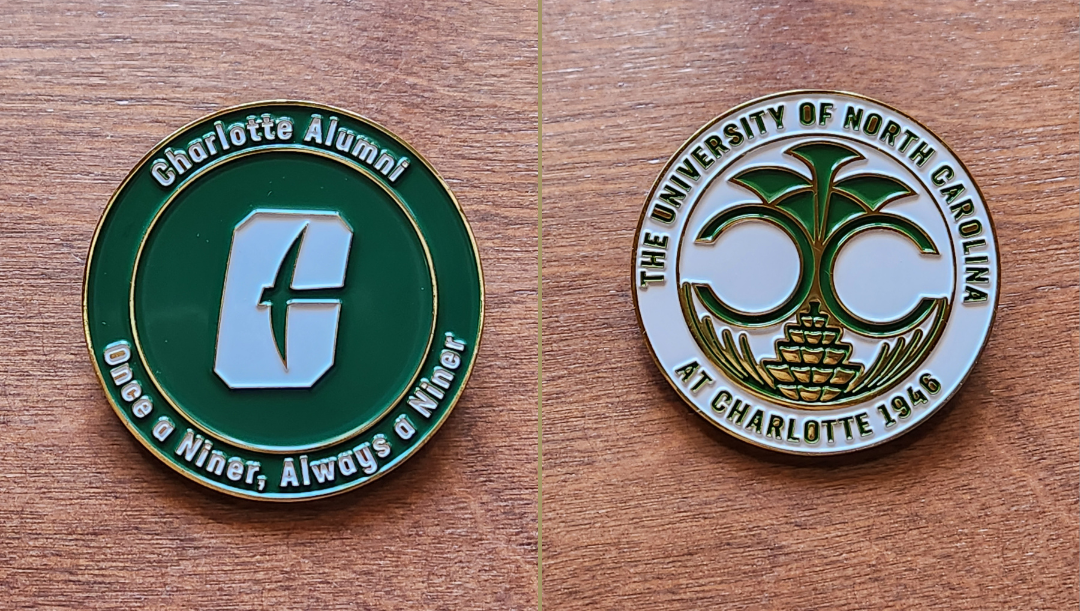 Charlotte Alumni
Once a Niner, Always a Niner
THE UNIVERSITY OF NORTH CAROLINA
AT CHARLOTTE 1946